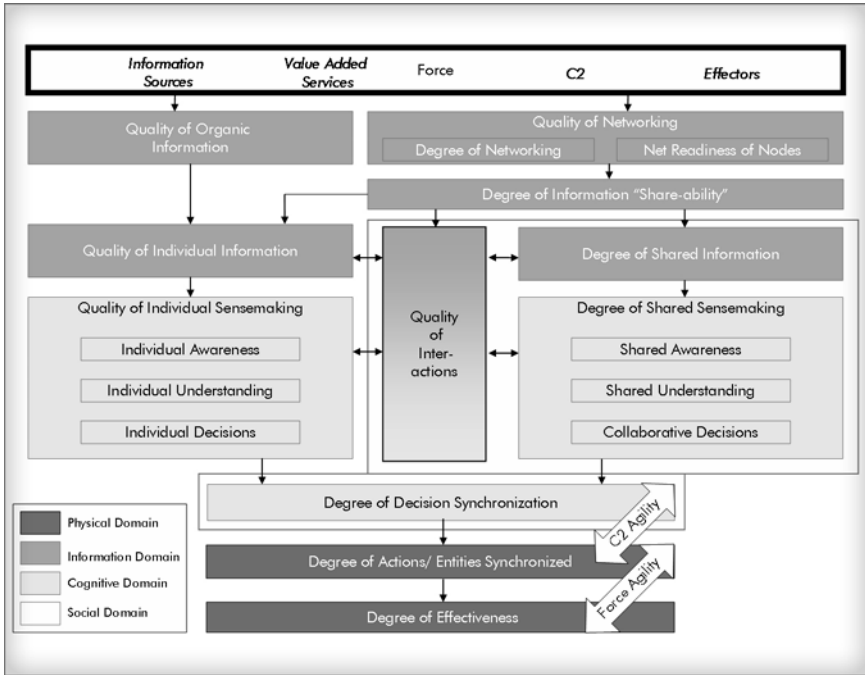 Information
Sources
Value Added
Services
Force
C2
Effectors
Quality of Organic
Information
Quality of Networking
Degree of Networking
Net Readiness of Nodes
Degree of Information “Share-ability”
Quality of Individual Information
Degree of Shared Information
Quality of Individual Sensemaking
Individual Awareness
Individual Understanding
Individual Decisions
Quality
of
Inter-
actions
Degree of Shared Sensemaking
Shared Awareness
Shared Understanding
Collaborative Decisions
Degree of Decision Synchronization
C2 Agility
Degree of Actions/ Entities Synchronized
Force Agility
Degree of Effectiveness
Physical Domain
Information Domain
Cognitive Domain
Social Domain